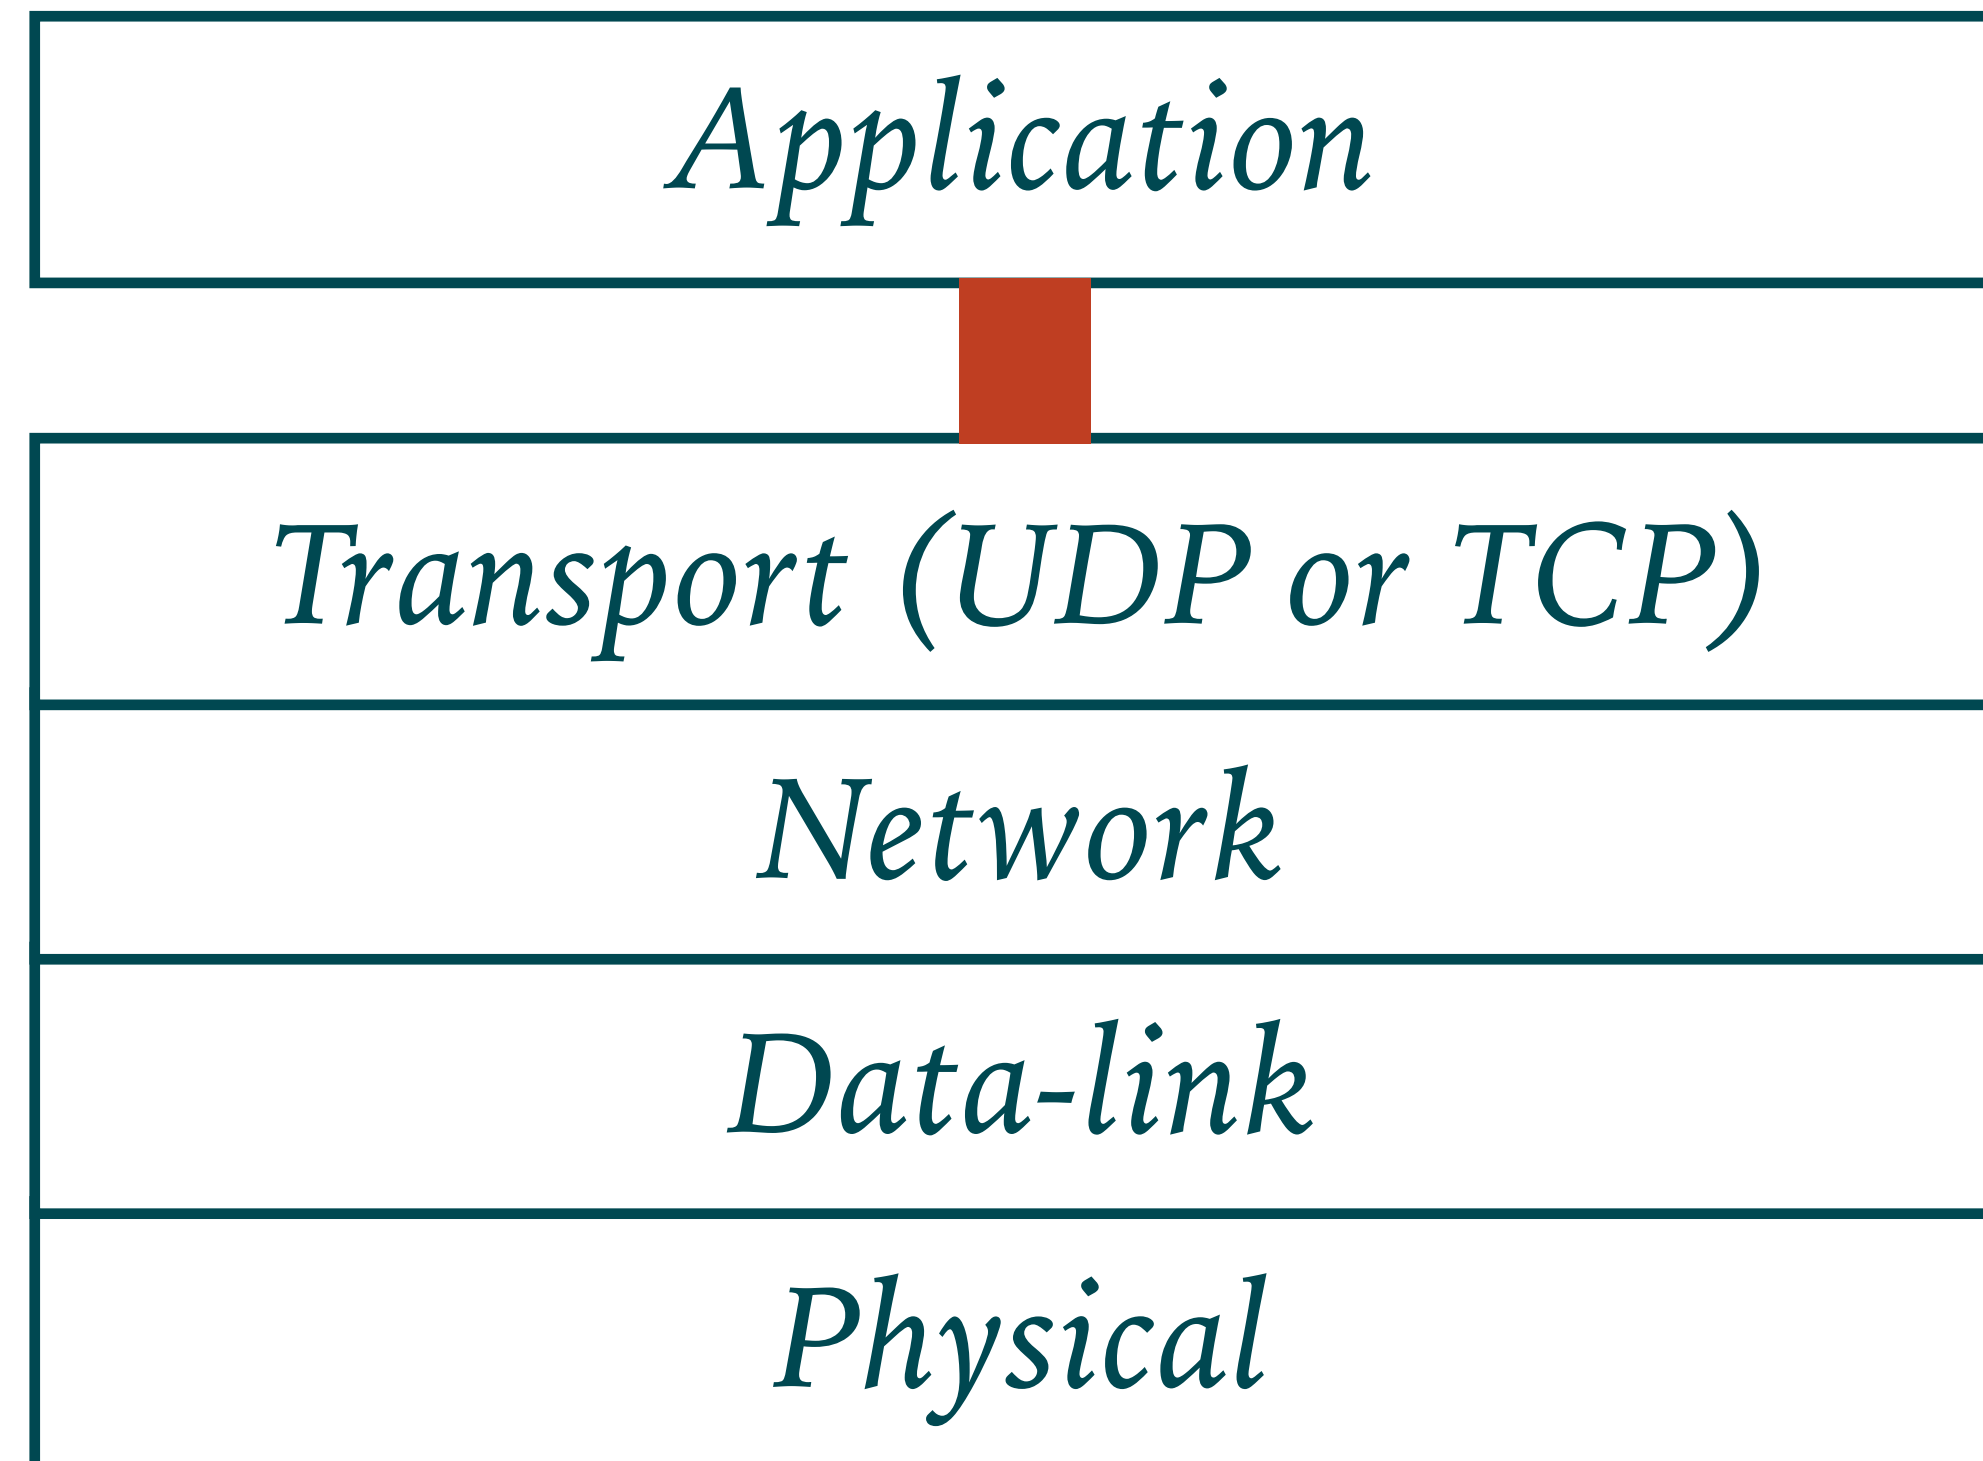 Application
Transport (UDP or TCP)
Network
Data-link
Physical